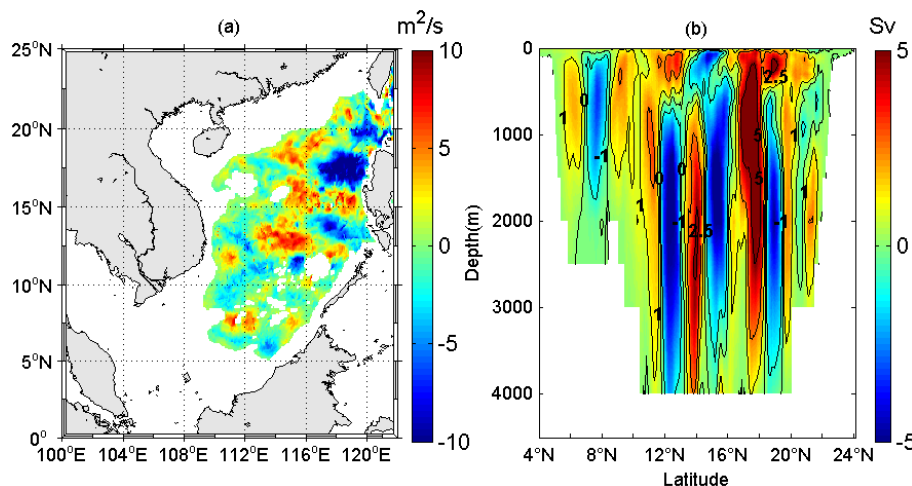 (a)
m²/s
(b)
Sv
25°N
20°N
15°N
10°N
5°N
0°
100°E
104°E
108°E
112°E
116°E
120°E
10
5
0
-5
-10
0
1000
2000
3000
4000
Depth(m)
4°N
8°N
12°N
16°N
20°N
24°N
Latitude
5
0
-5
0
1
-1
0
0
1
1
-1
2.5
2.5
5
5
-1
1
1